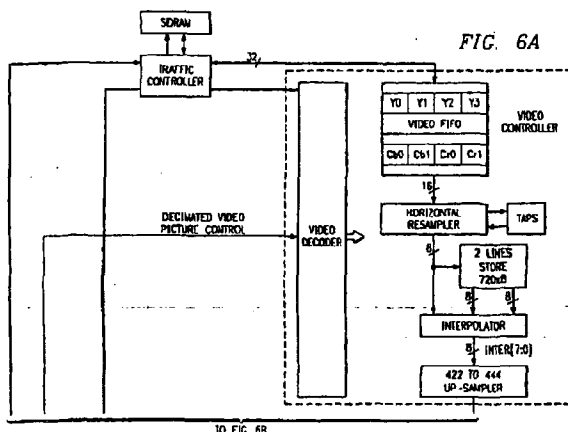 FIG. 6A
SDRAM
TRAFFIC
CONTROLLER
32
Y0 Y1 Y2 Y3
VIDEO FIFO
Cb0 Cb1 Cr0 Cr1
VIDEO
CONTROLLER
16
HORIZONTAL
RESAMPLER
TAPS
DECIMATED VIDEO
PICTURE CONTROL
VIDEO
DECODER
8
2 LINES
STORE
720x8
8 8
INTERPOLATOR
8 INTER(7:0)
422 TO 444
UP-SAMPLER
TO FIG. 6B